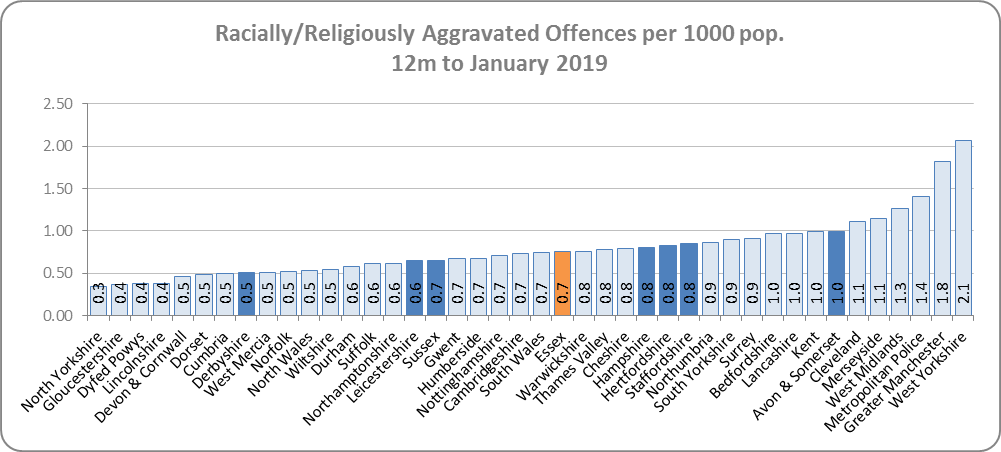 Racially/Religiously Aggravated Offences per 1000 pop.
12m to January 2019
2.50
2.00
1.50
1.00
0.50
0.00
0.3
0.4
0.4
0.4
0.5
0.5
0.5
0.5
0.5
0.5
0.5
0.5
0.6
0.6
0.6
0.6
0.7
0.7
0.7
0.7
0.7
0.7
0.7
0.8
0.8
0.8
0.8
0.8
0.8
0.9
0.9
0.9
1.0
1.0
1.0
1.0
1.1
1.1
1.3
1.4
1.8
2.1
North Yorkshire
Gloucestershire
Dyfed Powys
Lincolnshire
Devon & Cornwall
Dorset
Cumbria
Derbyshire
West Mercia
Norfolk
North Wales
Wiltshire
Durham
Suffolk
Northamptonshire
Leicestershire
Sussex
Gwent
Humberside
Nottinghamshire
Cambridgeshire
South Wales
Essex
Warwickshire
Thames Valley
Cheshire
Hampshire
Hertfordshire
Staffordshire
Northumbria
South Yorkshire
Surrey
Bedfordshire
Lancashire
Kent
Avon & Somerset
Cleveland
Merseyside
West Midlands
Metropolitan Police
Greater Manchester
West Yorkshire